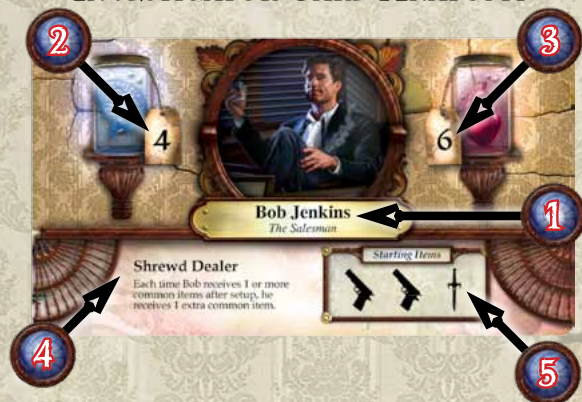 2
3
4
6
Bob Jenkins
The Salesman
1
Shrewd Dealer
Each time Bob receives 1 or more
common items after setup, he
receives 1 extra common item.
Starting Items
4
5